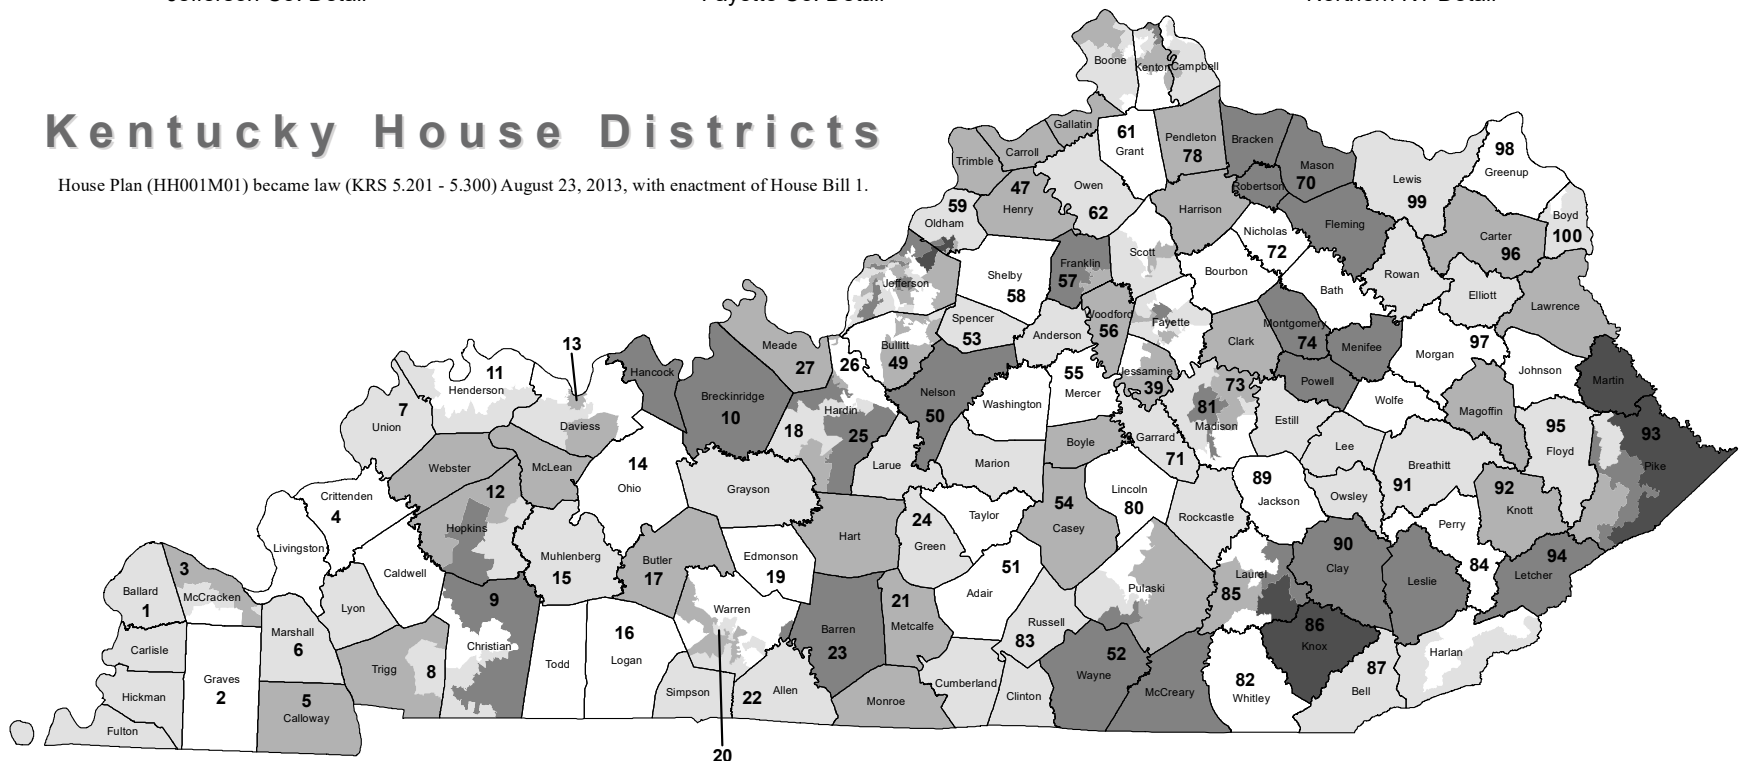 Jefferson Co. Detail
Fayette Co. Detail
Northern KY Detail
Kentucky House Districts
House Plan (HH001M01) became law (KRS 5.201 - 5.300) August 23, 2013, with enactment of House Bill 1.
Boone
Kenton
Campbell
Gallatin
61
Grant
Pendleton
78
Bracken
Mason
70
Robertson
98
Greenup
Trimble
Carroll
47
Henry
Owen
62
Harrison
Fleming
Lewis
99
Boyd
100
59
Oldham
Nicholas
72
Carter
96
Jefferson
Shelby
58
Franklin
57
Scott
Bourbon
Bath
Rowan
Elliott
Lawrence
Spencer
53
Anderson
Woodford
56
Fayette
Clark
Montgomery
74
Menifee
Morgan
97
Johnson
Martin
Meade
27
26
Bullitt
49
13
11
Henderson
Hancock
Breckinridge
10
Hardin
18
25
Nelson
50
Washington
55
Mercer
Jessamine
39
73
81
Madison
Powell
Wolfe
Magoffin
7
Union
Daviess
Larue
Marion
Boyle
Garrard
71
Estill
Lee
95
Floyd
93
Pike
Webster
McLean
14
Ohio
Grayson
Breathitt
91
Crittenden
4
12
Hopkins
24
Green
Taylor
54
Casey
Lincoln
80
Rockcastle
89
Jackson
Owsley
92
Knott
Livingston
Muhlenberg
15
Butler
17
Edmonson
19
Hart
51
Adair
Perry
84
90
Clay
Leslie
94
Letcher
Ballard
1
3
McCracken
Caldwell
Lyon
9
Warren
21
Metcalfe
Russell
83
Pulaski
Laurel
85
86
Knox
Carlisle
Marshall
6
Christian
Todd
16
Logan
Barren
23
52
Wayne
Harlan
Hickman
Graves
2
Trigg
8
Simpson
22
Allen
Monroe
Cumberland
Clinton
McCreary
82
Whitley
87
Bell
Fulton
5
Calloway
20